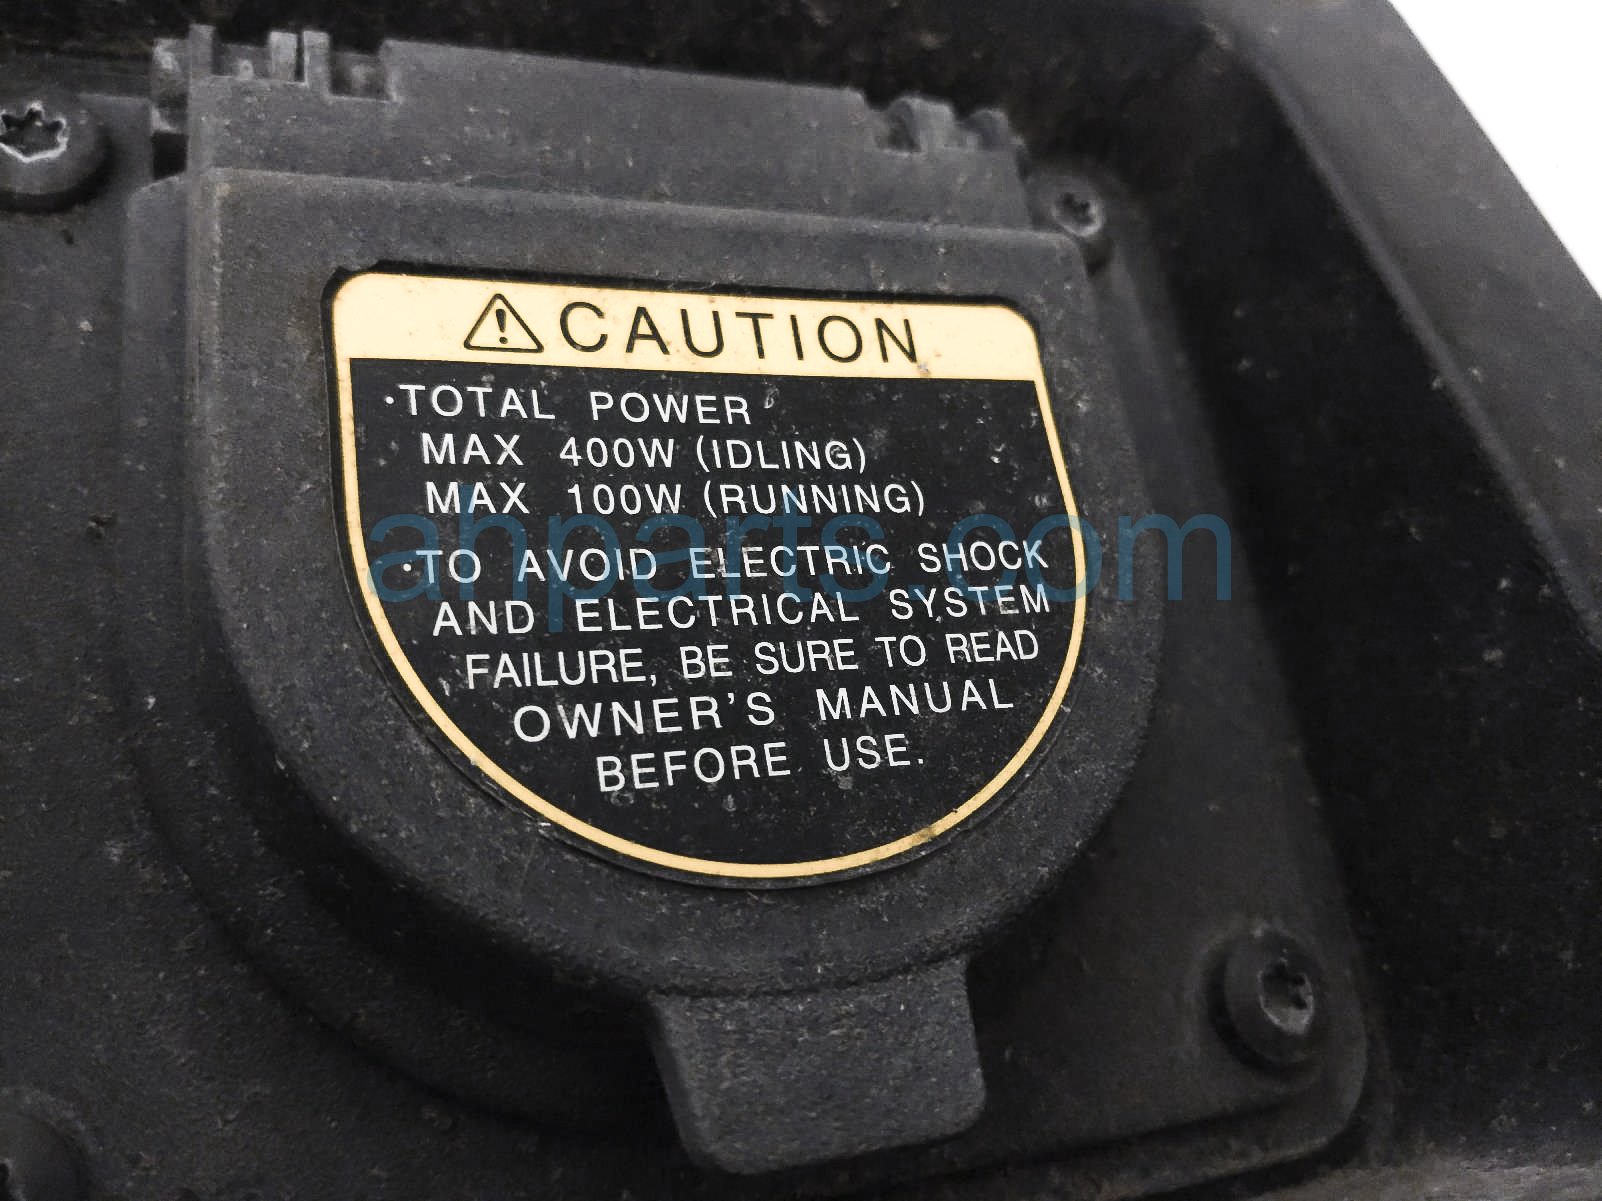 ⚠ CAUTION
·TOTAL POWER
MAX 400W (IDLING)
MAX 100W (RUNNING)
·TO AVOID ELECTRIC SHOCK
AND ELECTRICAL SYSTEM
FAILURE, BE SURE TO READ
OWNER'S MANUAL
BEFORE USE.
ahparts.com